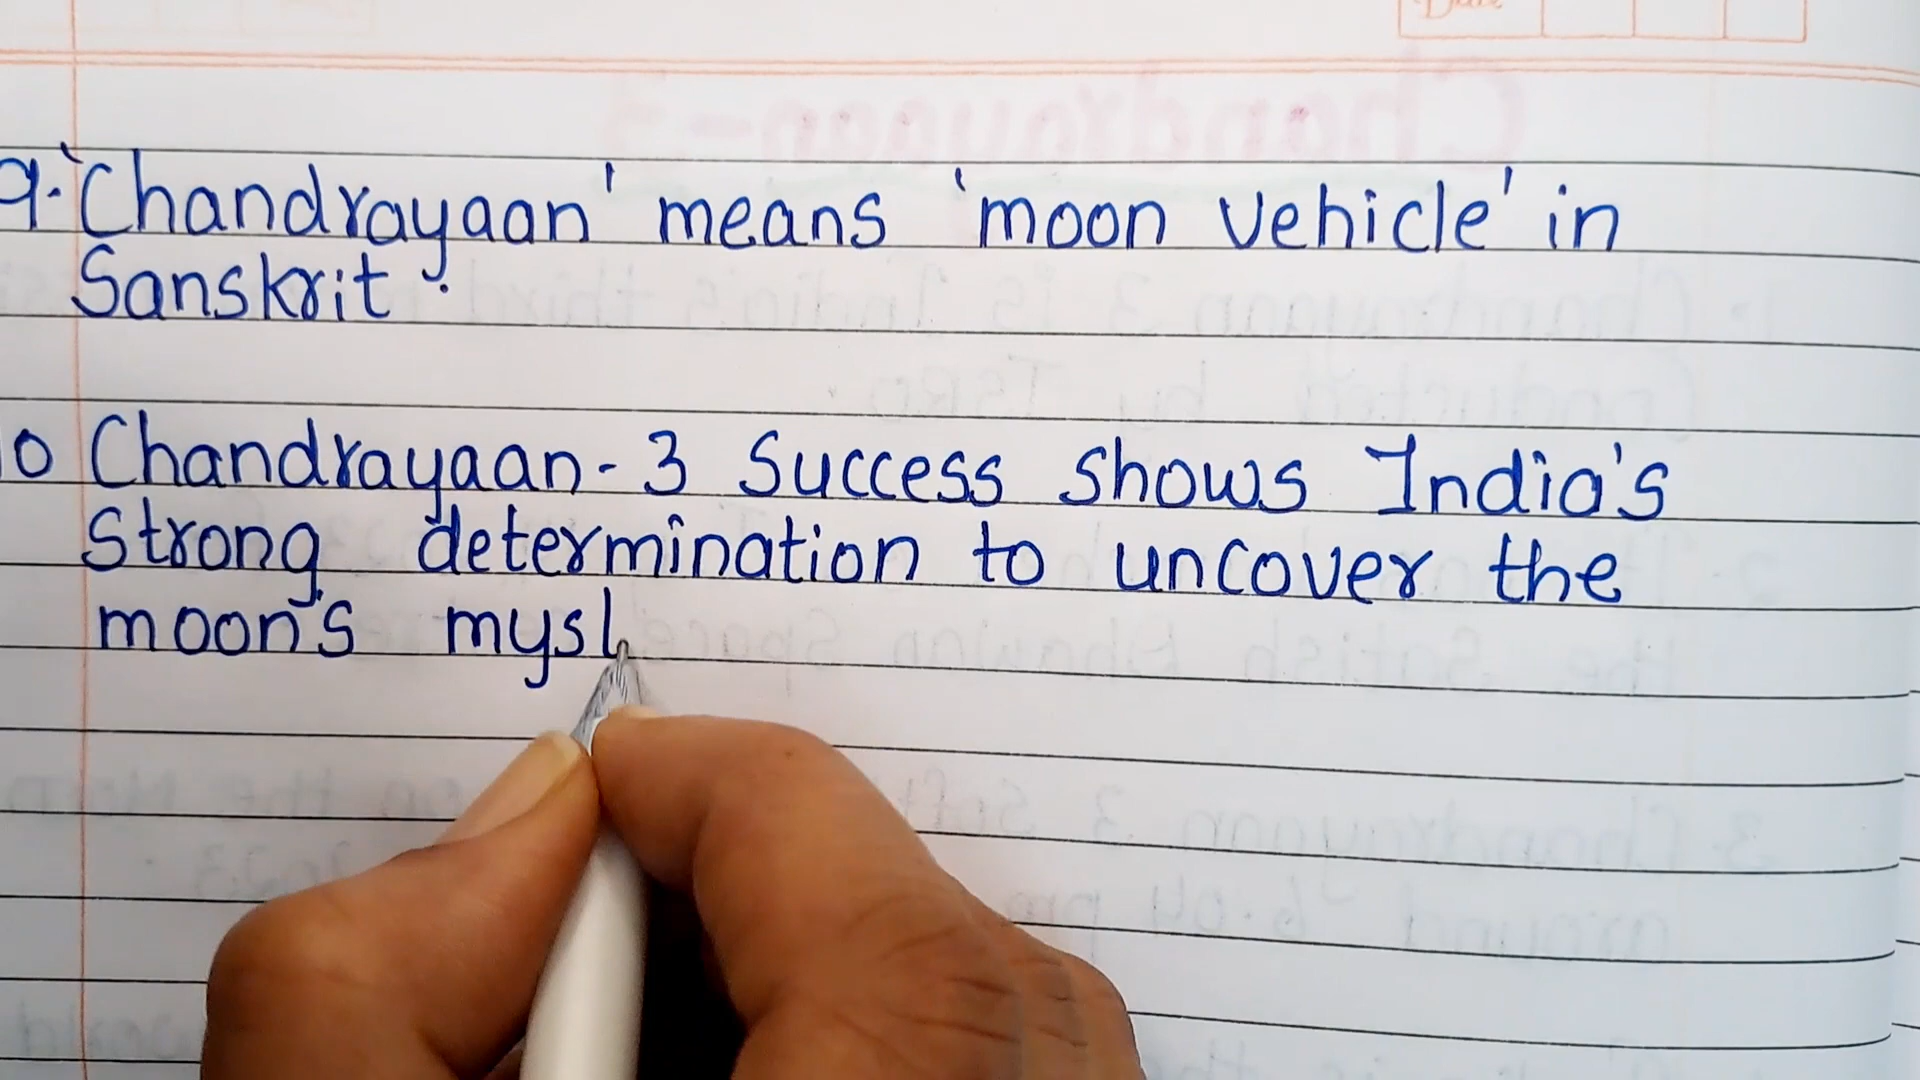 Date
9. 'Chandrayaan' means 'moon vehicle' in
Sanskrit.
10 Chandrayaan-3 Success shows India's
strong determination to uncover the
moon's